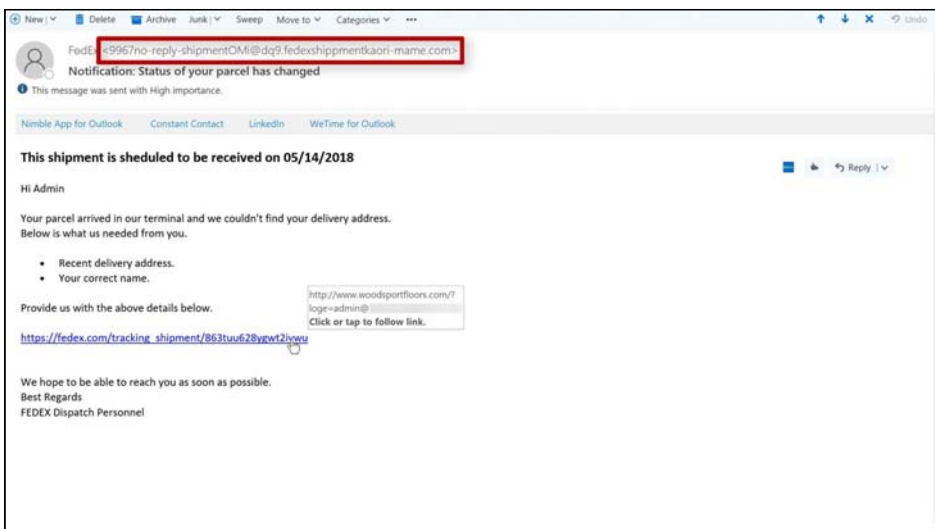 New Delete Archive Junk Sweep Move to Categories ••• Undo
FedEx <9967no-reply-shipmentOMi@dq9.fedexshippmentkaori-mame.com>
Notification: Status of your parcel has changed
This message was sent with High importance.
Nimble App for Outlook Constant Contact LinkedIn WeTime for Outlook
This shipment is sheduled to be received on 05/14/2018
Reply
Hi Admin
Your parcel arrived in our terminal and we couldn't find your delivery address.
Below is what us needed from you.
• Recent delivery address.
• Your correct name.
http://www.woodsportfloors.com/?
loge=admin@
Click or tap to follow link.
Provide us with the above details below.
https://fedex.com/tracking_shipment/863tuu628ygwt2iywu
We hope to be able to reach you as soon as possible.
Best Regards
FEDEX Dispatch Personnel